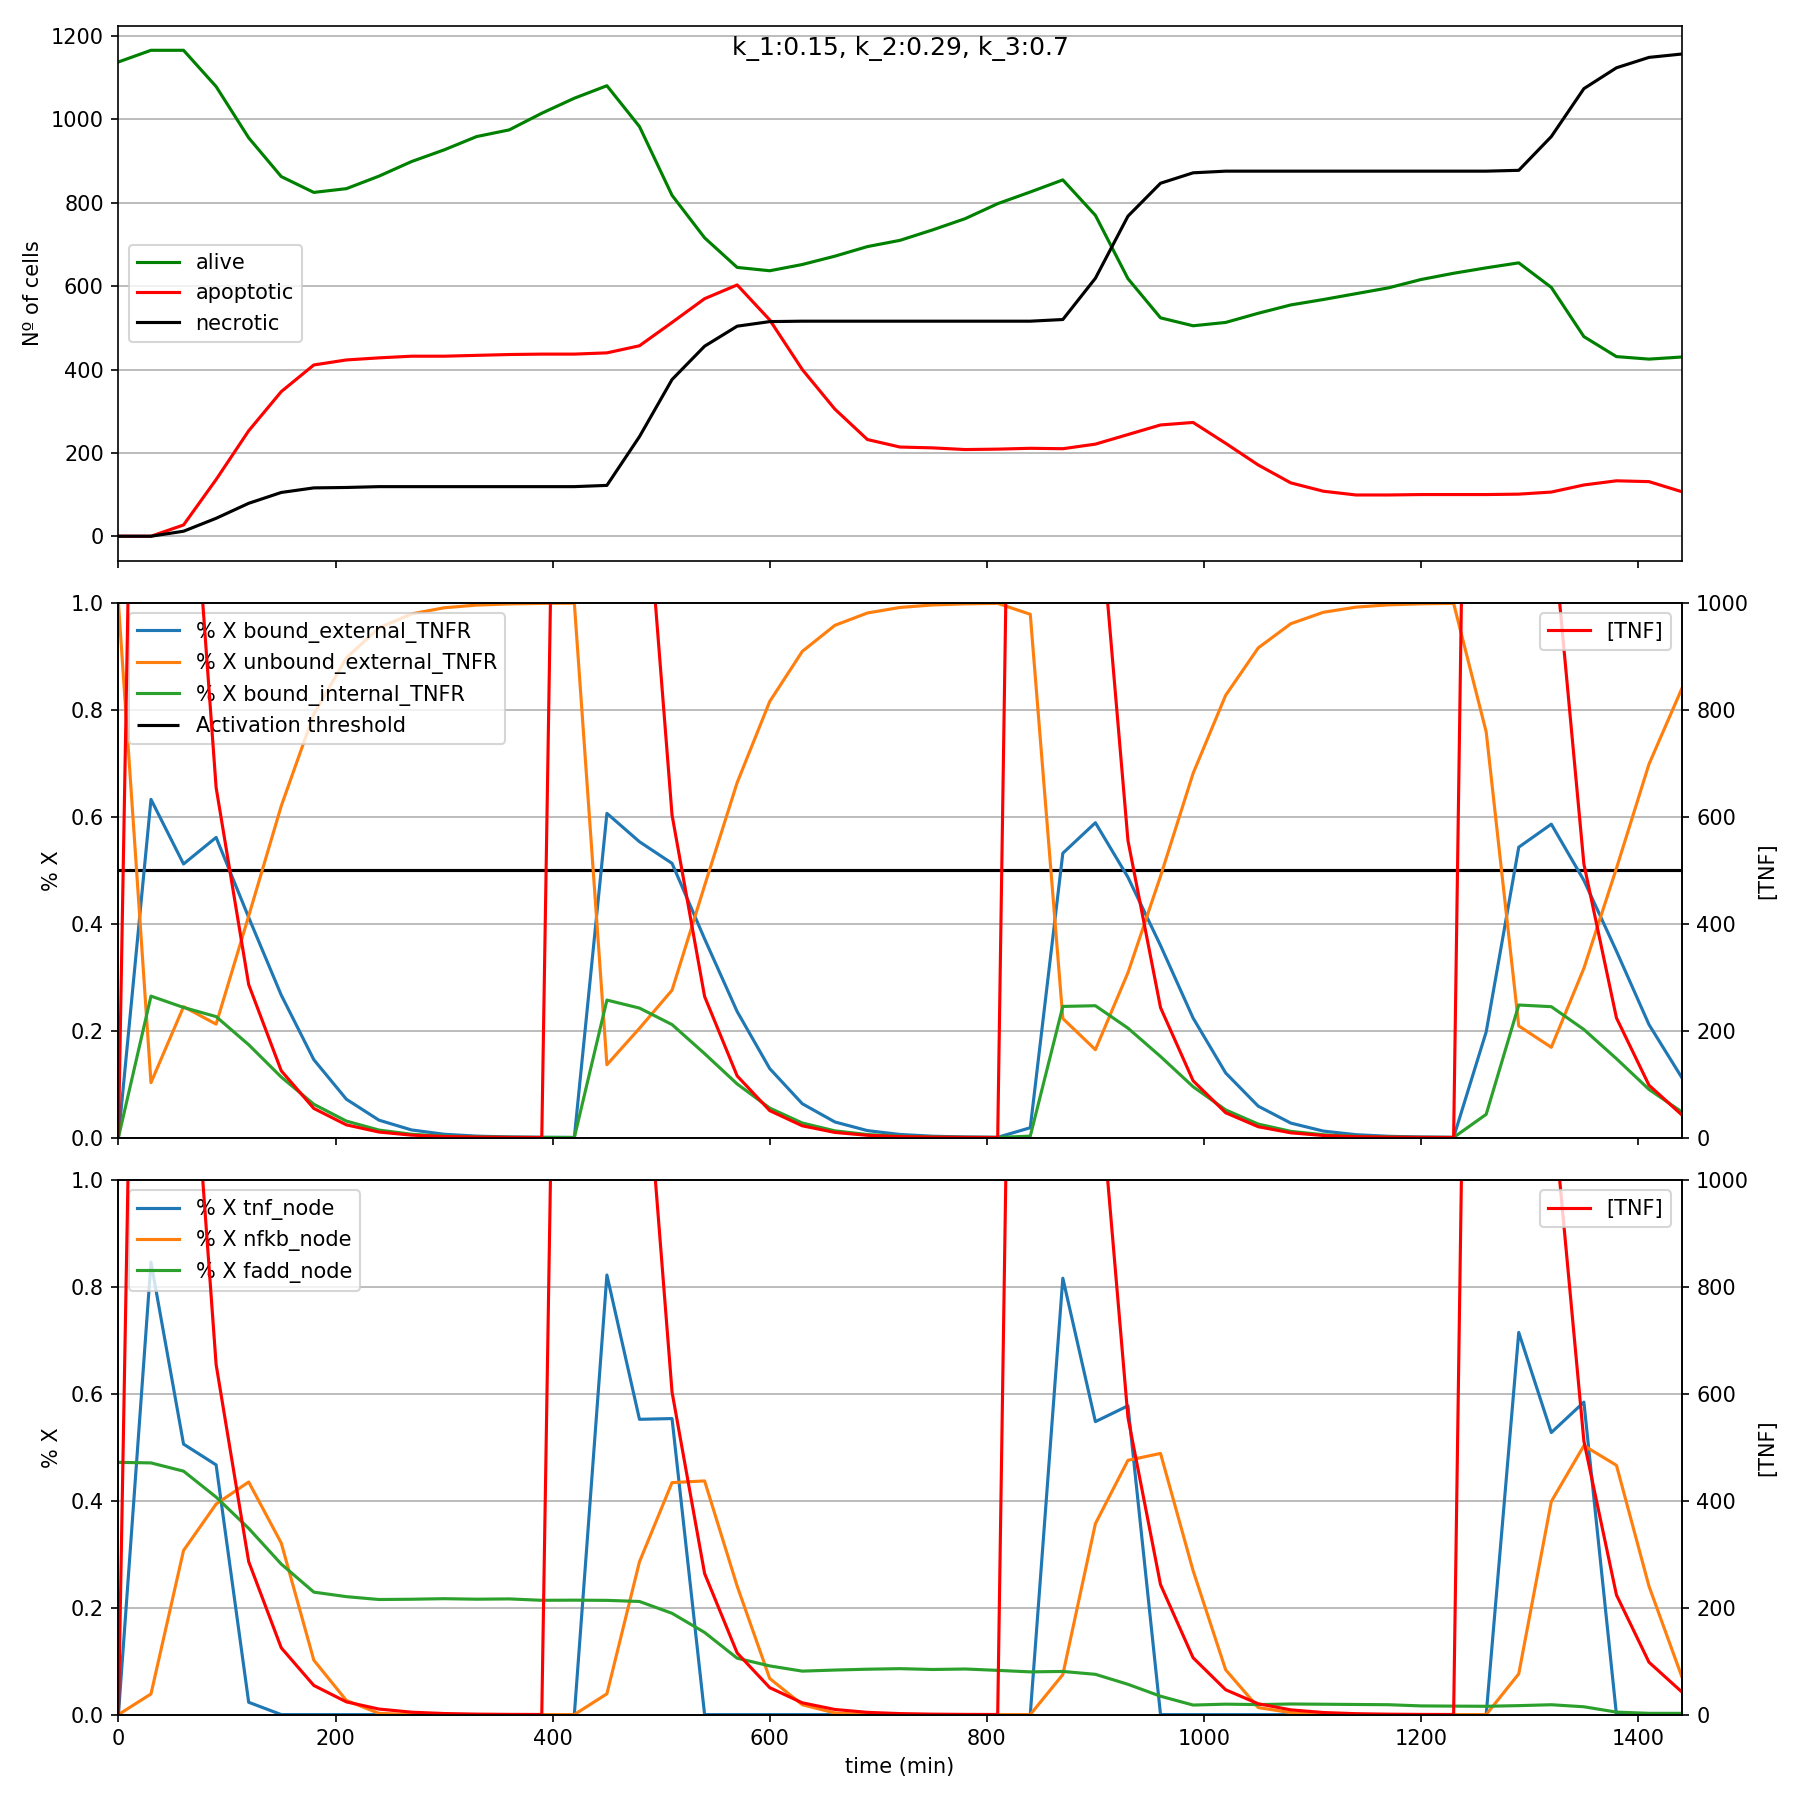 k_1:0.15, k_2:0.29, k_3:0.7
1200
1000
800
600
400
200
0
Nº of cells
alive
apoptotic
necrotic
1.0
0.8
0.6
0.4
0.2
0.0
% X
% X bound_external_TNFR
% X unbound_external_TNFR
% X bound_internal_TNFR
Activation threshold
[TNF]
1000
800
600
400
200
0
[TNF]
1.0
0.8
0.6
0.4
0.2
0.0
% X
% X tnf_node
% X nfkb_node
% X fadd_node
[TNF]
1000
800
600
400
200
0
[TNF]
0 200 400 600 800 1000 1200 1400
time (min)